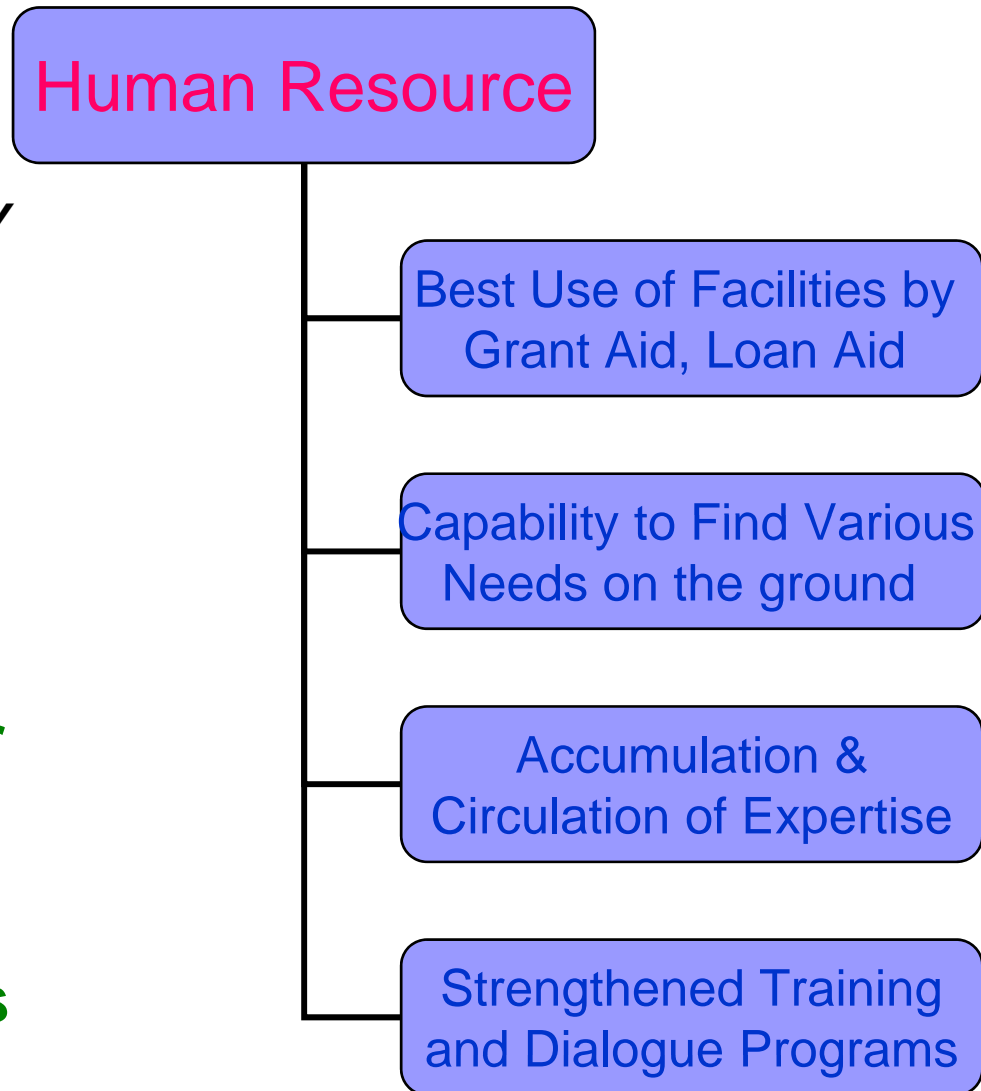 Human Resource
Best Use of Facilities by
Grant Aid, Loan Aid
Capability to Find Various
Needs on the ground
Accumulation &
Circulation of Expertise
Strengthened Training
and Dialogue Programs